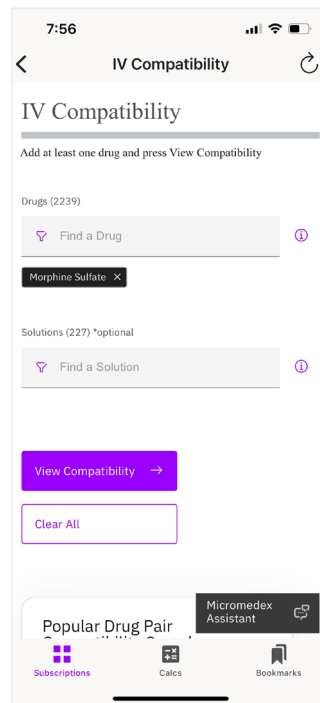 7:56
IV Compatibility
IV Compatibility
Add at least one drug and press View Compatibility
Drugs (2239)
Find a Drug
Morphine Sulfate ×
Solutions (227) *optional
Find a Solution
View Compatibility →
Clear All
Micromedex
Assistant
Popular Drug Pair
Subscriptions
Calcs
Bookmarks